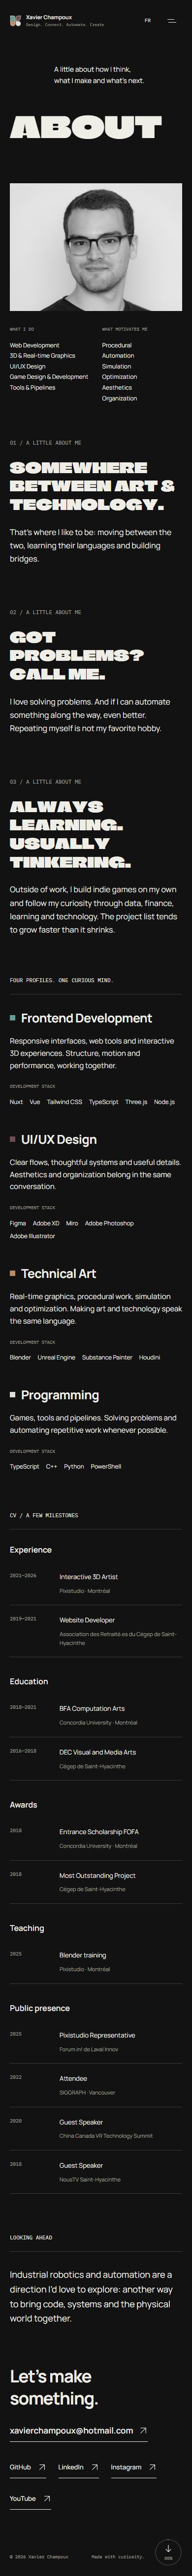 Xavier Champoux
Design. Connect. Automate. Create
FR
A little about how I think,
what I make and what's next.
ABOUT
WHAT I DO
WHAT MOTIVATES ME
Web Development
3D & Real-time Graphics
UI/UX Design
Game Design & Development
Tools & Pipelines
Procedural
Automation
Simulation
Optimization
Aesthetics
Organization
01 / A LITTLE ABOUT ME
SOMEWHERE
BETWEEN ART &
TECHNOLOGY.
That's where I like to be: moving between the
two, learning their languages and building
bridges.
02 / A LITTLE ABOUT ME
GOT
PROBLEMS?
CALL ME.
I love solving problems. And if I can automate
something along the way, even better.
Repeating myself is not my favorite hobby.
03 / A LITTLE ABOUT ME
ALWAYS
LEARNING.
USUALLY
TINKERING.
Outside of work, I build indie games on my own
and follow my curiosity through data, finance,
learning and technology. The project list tends
to grow faster than it shrinks.
FOUR PROFILES. ONE CURIOUS MIND.
Frontend Development
Responsive interfaces, web tools and interactive
3D experiences. Structure, motion and
performance, working together.
DEVELOPMENT STACK
Nuxt Vue Tailwind CSS TypeScript Three.js Node.js
UI/UX Design
Clear flows, thoughtful systems and useful details.
Aesthetics and organization belong in the same
conversation.
DEVELOPMENT STACK
Figma Adobe XD Miro Adobe Photoshop
Adobe Illustrator
Technical Art
Real-time graphics, procedural work, simulation
and optimization. Making art and technology speak
the same language.
DEVELOPMENT STACK
Blender Unreal Engine Substance Painter Houdini
Programming
Games, tools and pipelines. Solving problems and
automating repetitive work whenever possible.
DEVELOPMENT STACK
TypeScript C++ Python PowerShell
CV / A FEW MILESTONES
Experience
2021–2026
Interactive 3D Artist
Pixistudio · Montréal
2019–2021
Website Developer
Association des Retraité·es du Cégep de Saint-
Hyacinthe
Education
2018–2021
BFA Computation Arts
Concordia University · Montréal
2016–2018
DEC Visual and Media Arts
Cégep de Saint-Hyacinthe
Awards
2018
Entrance Scholarship FOFA
Concordia University · Montréal
2018
Most Outstanding Project
Cégep de Saint-Hyacinthe
Teaching
2025
Blender training
Pixistudio · Montréal
Public presence
2025
Pixistudio Representative
Forum in! de Laval Innov
2022
Attendee
SIGGRAPH · Vancouver
2020
Guest Speaker
China Canada VR Technology Summit
2018
Guest Speaker
NousTV Saint-Hyacinthe
LOOKING AHEAD
Industrial robotics and automation are a
direction I'd love to explore: another way
to bring code, systems and the physical
world together.
Let's make
something.
xavierchampoux@hotmail.com
GitHub
LinkedIn
Instagram
YouTube
© 2026 Xavier Champoux
Made with curiosity.